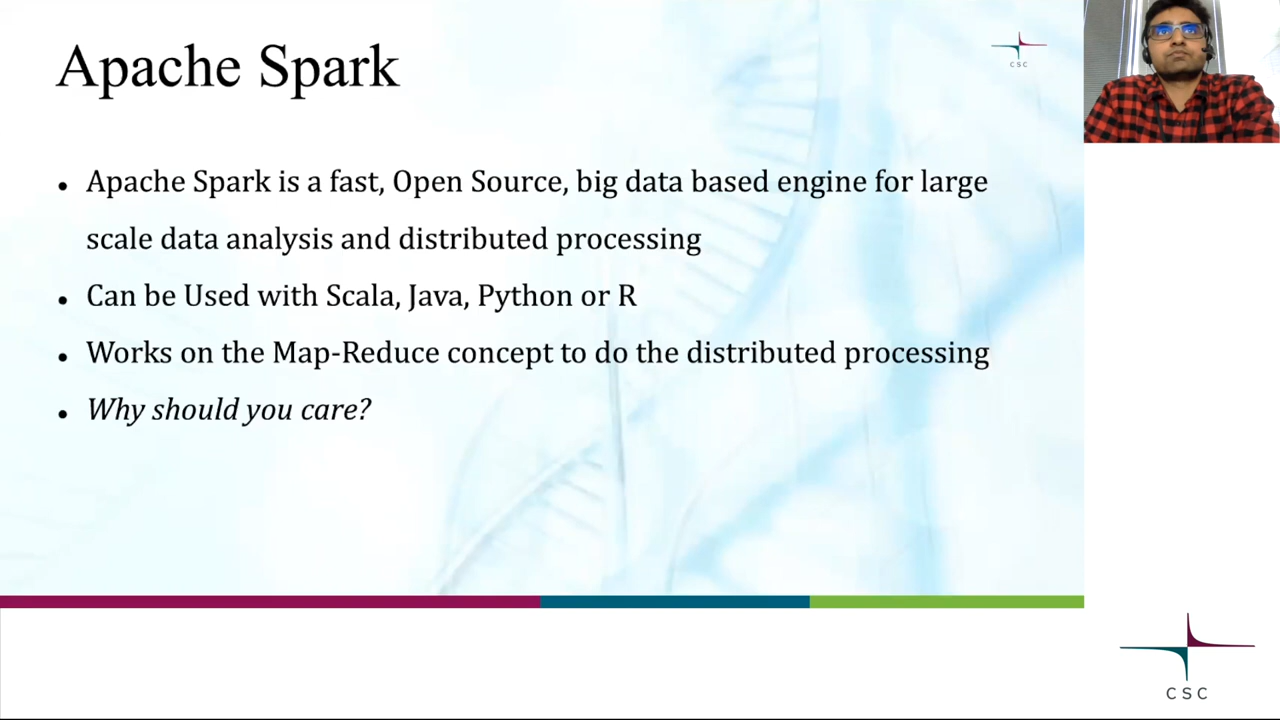 Apache Spark
CSC
• Apache Spark is a fast, Open Source, big data based engine for large
scale data analysis and distributed processing
• Can be Used with Scala, Java, Python or R
• Works on the Map-Reduce concept to do the distributed processing
• Why should you care?
CSC